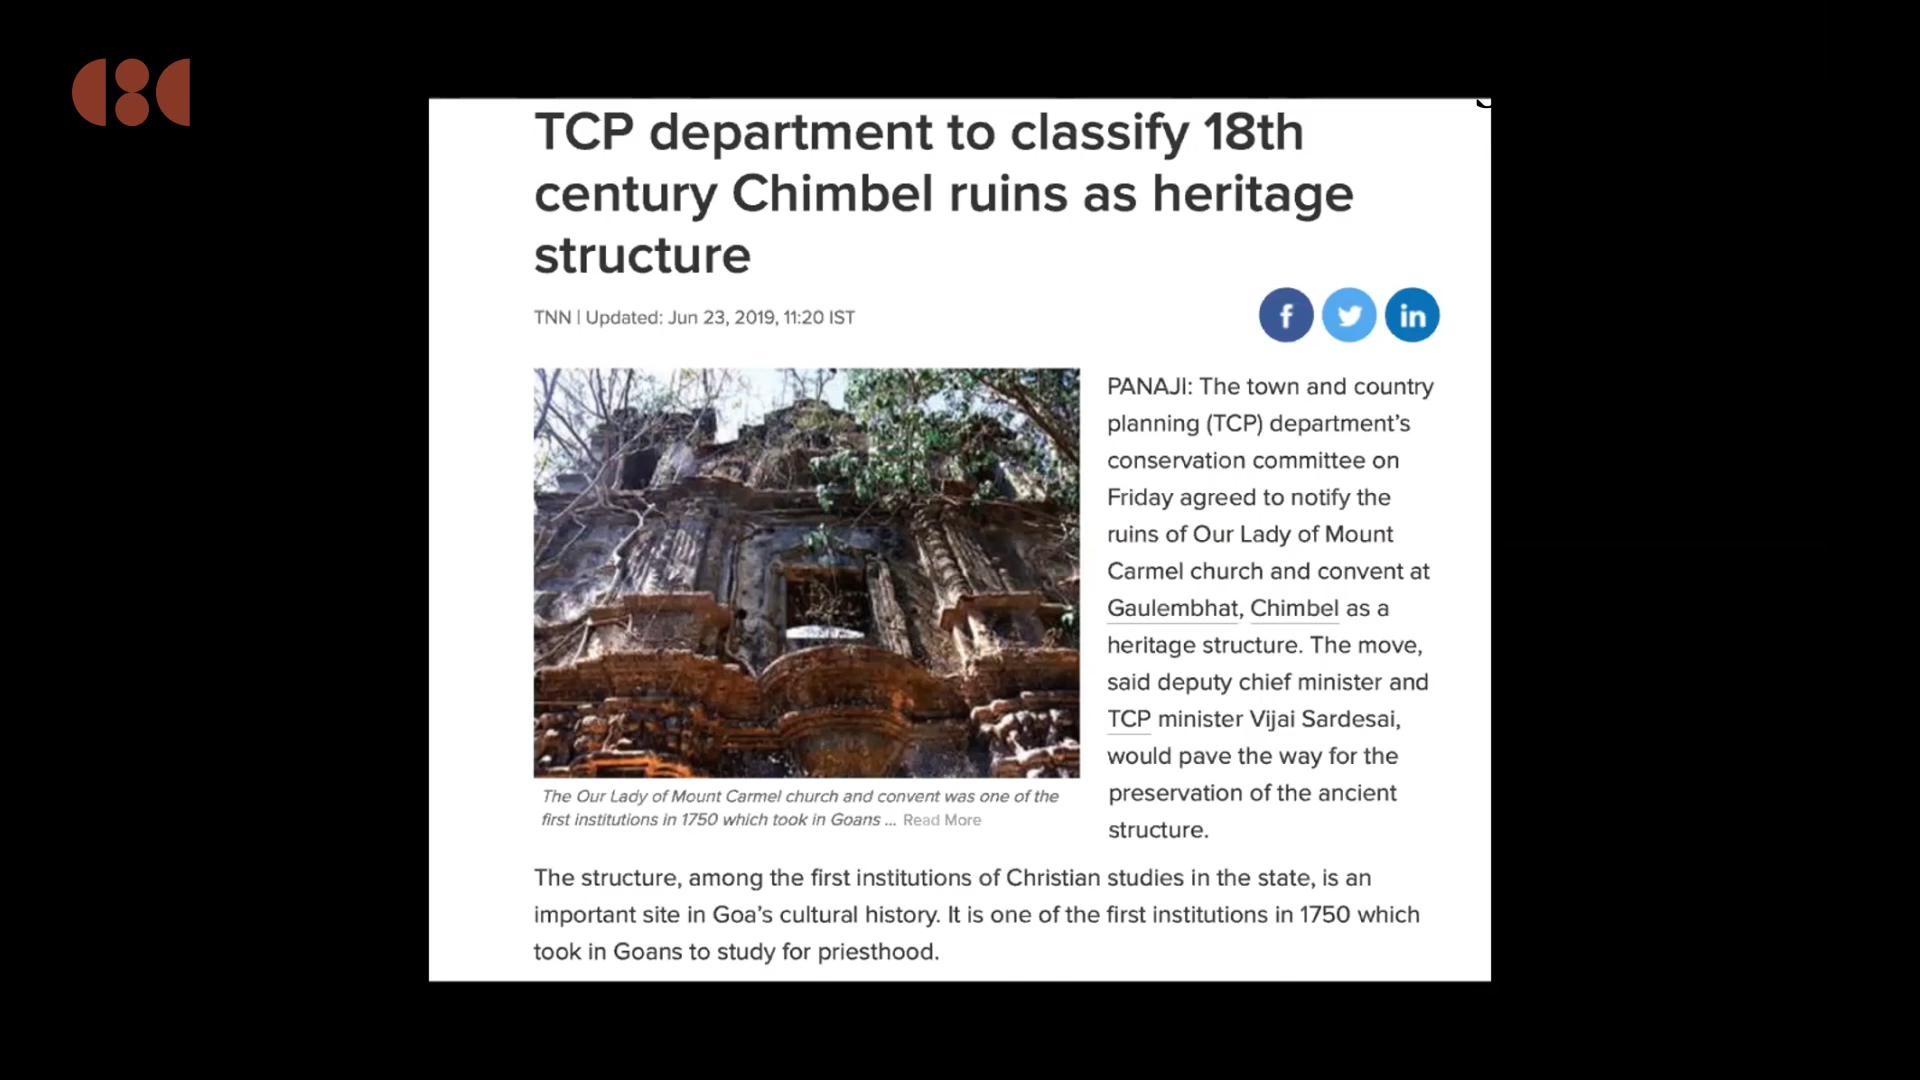 TCP department to classify 18th
century Chimbel ruins as heritage
structure
TNN | Updated: Jun 23, 2019, 11:20 IST
PANAJI: The town and country
planning (TCP) department's
conservation committee on
Friday agreed to notify the
ruins of Our Lady of Mount
Carmel church and convent at
Gaulembhat, Chimbel as a
heritage structure. The move,
said deputy chief minister and
TCP minister Vijai Sardesai,
would pave the way for the
preservation of the ancient
structure.
The Our Lady of Mount Carmel church and convent was one of the
first institutions in 1750 which took in Goans ... Read More
The structure, among the first institutions of Christian studies in the state, is an
important site in Goa's cultural history. It is one of the first institutions in 1750 which
took in Goans to study for priesthood.